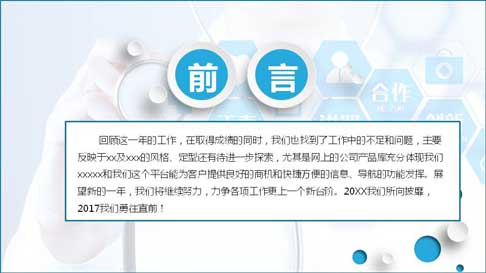 前言
合作
回顾这一年的工作，在取得成绩的同时，我们也找到了工作中的不足和问题，主要
反映于xx及xxx的风格、定型还有待进一步探索，尤其是网上的公司产品库充分体现我们
xxxxx和我们这个平台能为客户提供良好的商机和快捷方便的信息、导航的功能发挥。展
望新的一年，我们将继续努力，力争各项工作更上一个新台阶。20XX我们所向披靡，
2017我们勇往直前！